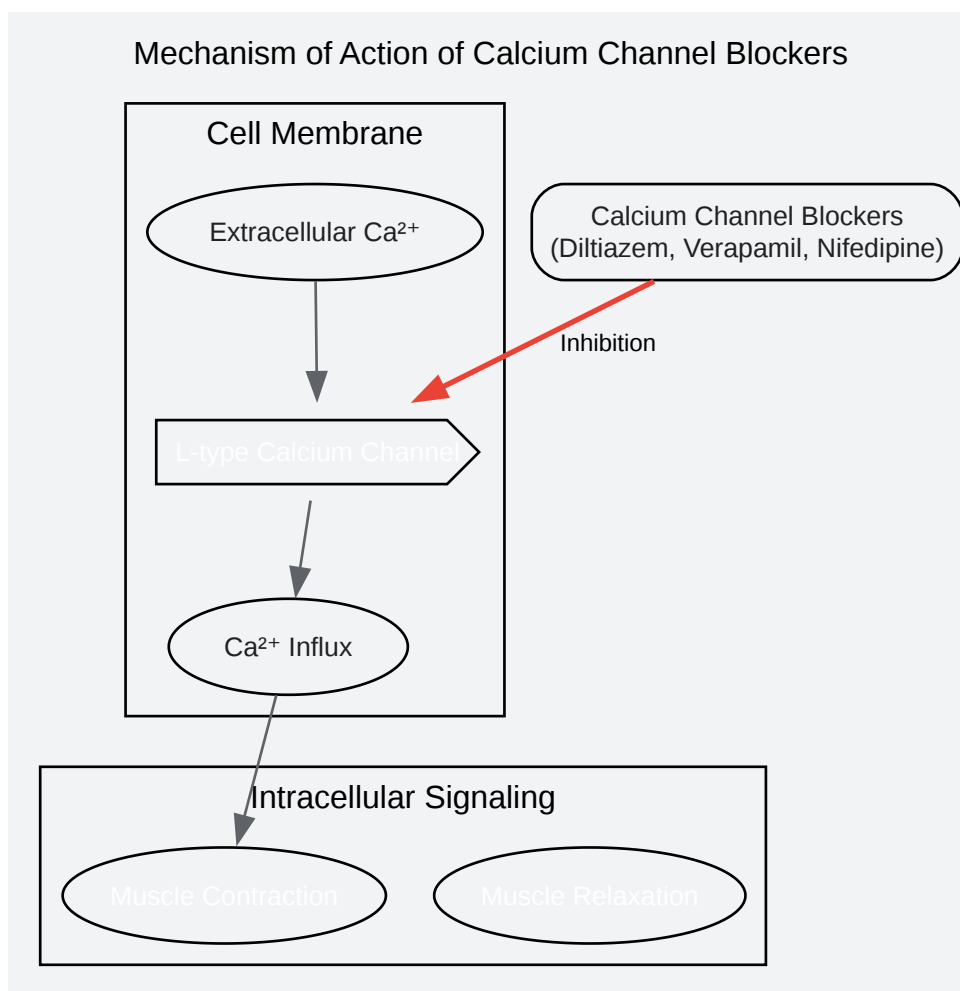 Mechanism of Action of Calcium Channel Blockers
Cell Membrane
Extracellular Ca²⁺
Calcium Channel Blockers
(Diltiazem, Verapamil, Nifedipine)
Inhibition
L-type Calcium Channel
Ca²⁺ Influx
Intracellular Signaling
Muscle Contraction
Muscle Relaxation